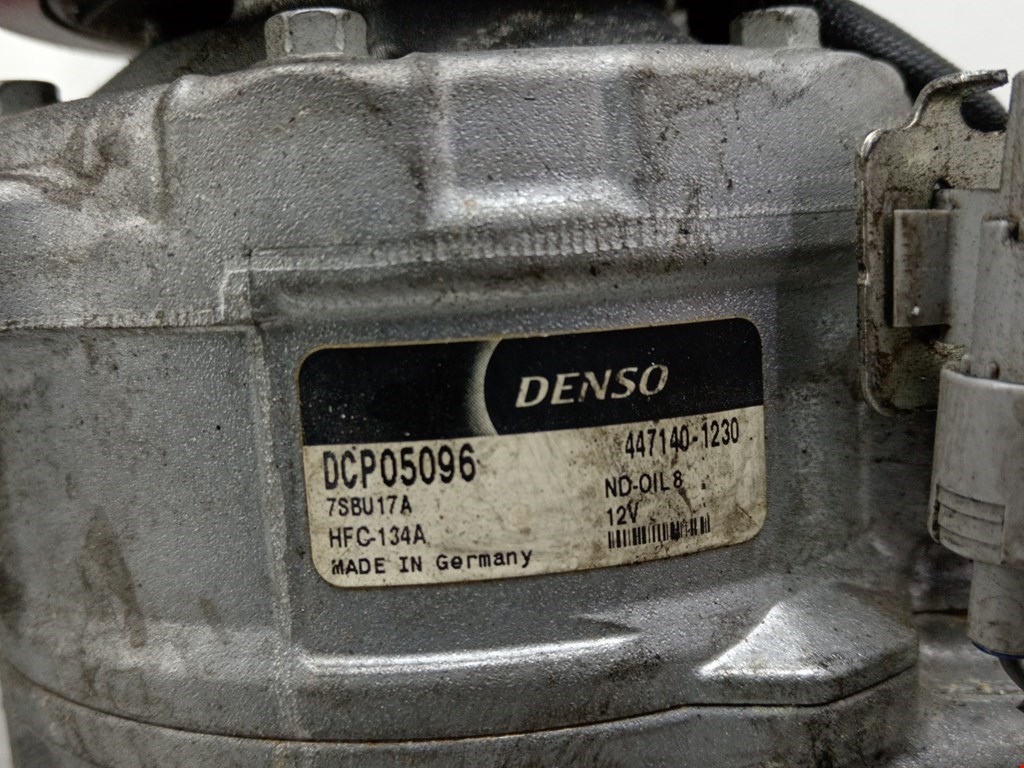 DENSO
DCP05096 447140-1230
7SBU17A ND-OIL 8
HFC-134A 12V
MADE IN Germany